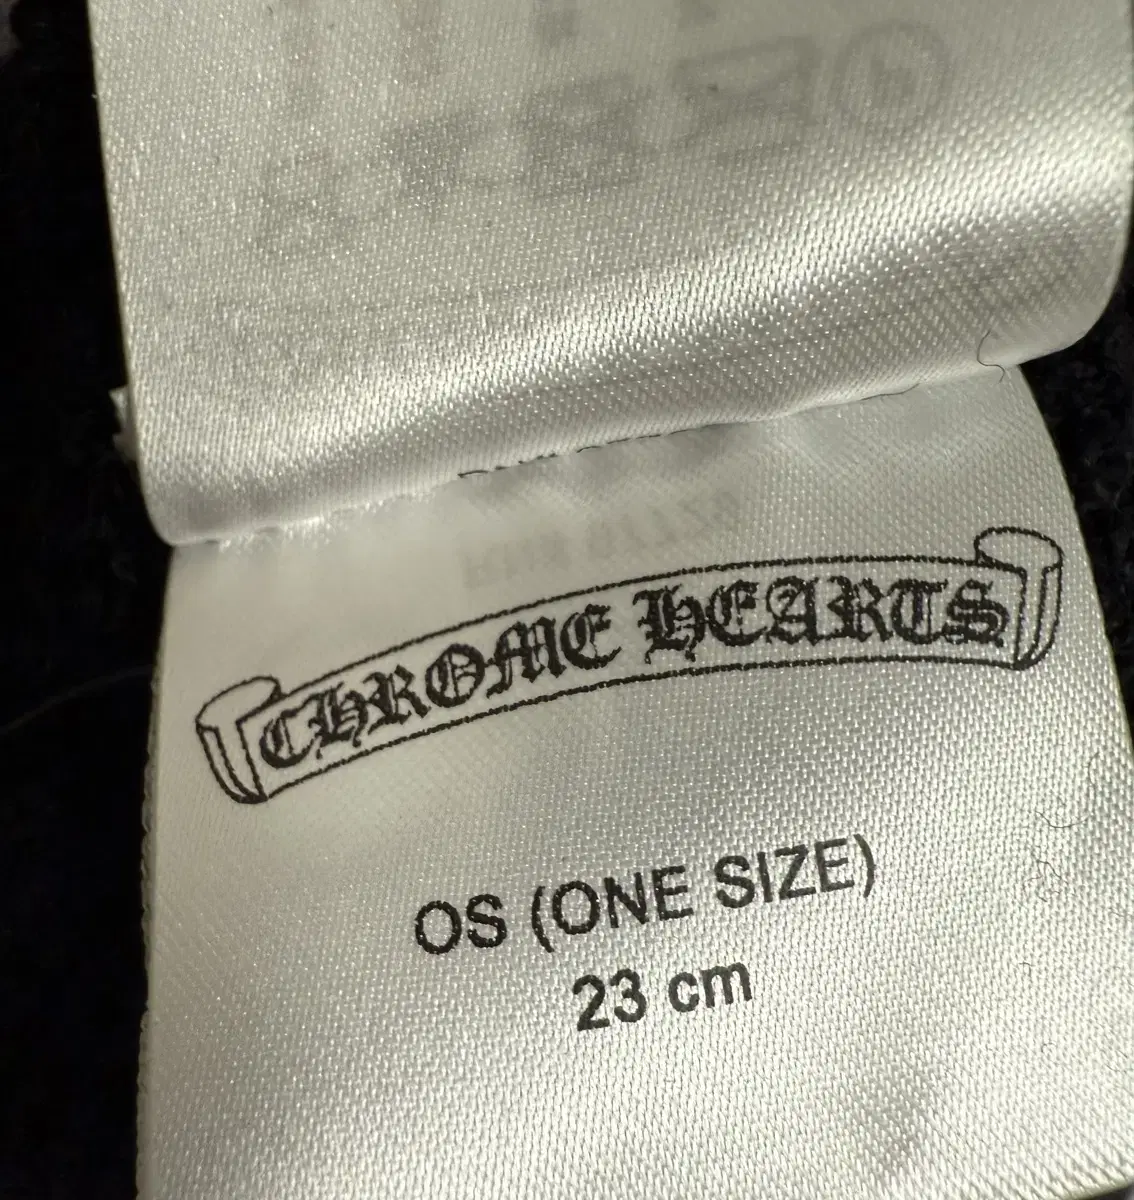 CHROME HEARTS
OS (ONE SIZE)
23 cm